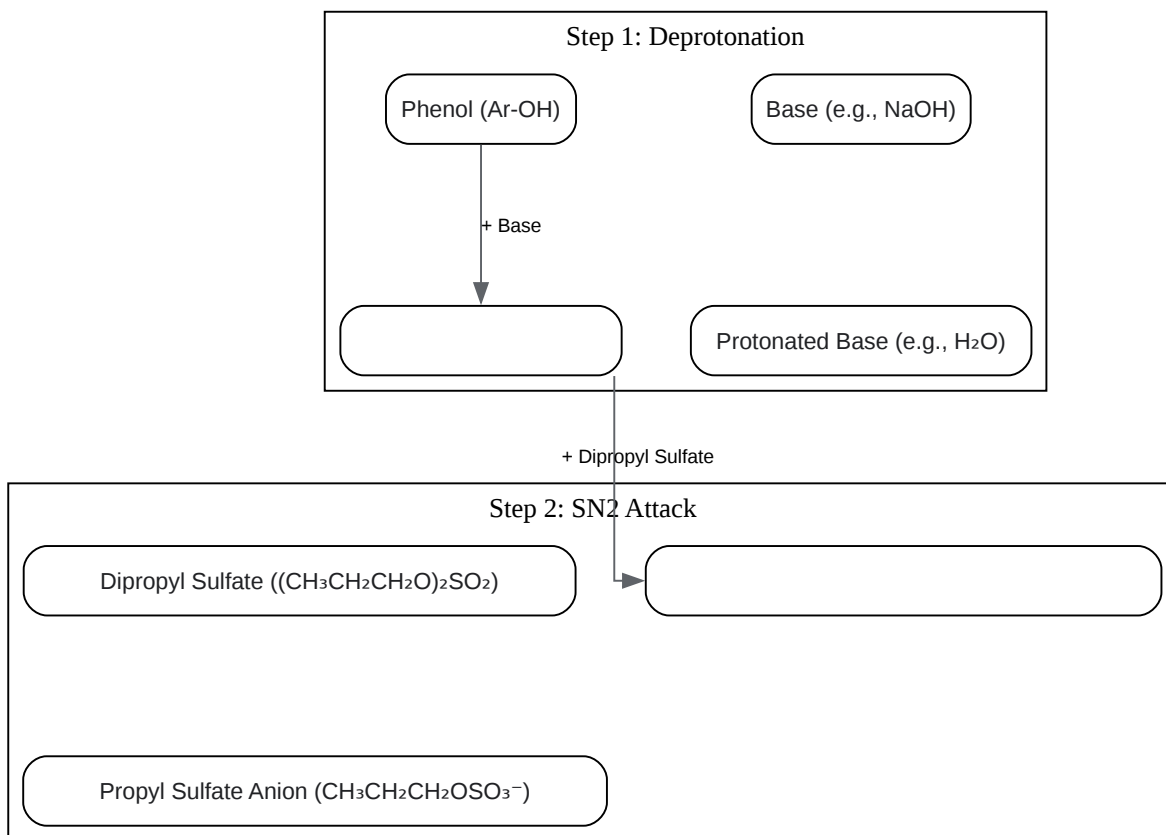 Step 1: Deprotonation
Phenol (Ar-OH)
Base (e.g., NaOH)
+ Base
Protonated Base (e.g., H₂O)
+ Dipropyl Sulfate
Step 2: SN2 Attack
Dipropyl Sulfate ((CH₃CH₂CH₂O)₂SO₂)
Propyl Sulfate Anion (CH₃CH₂CH₂OSO₃⁻)